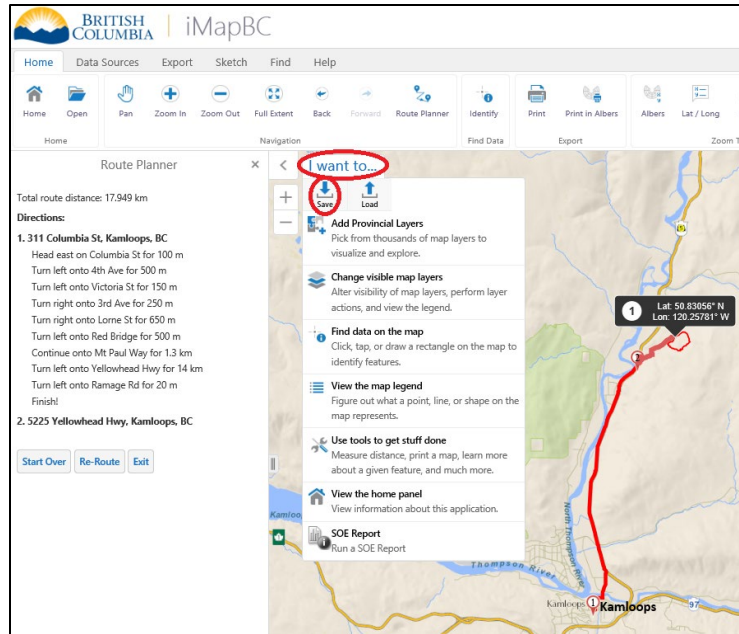 BRITISH
COLUMBIA
iMapBC
Home Data Sources Export Sketch Find Help
Home Open Pan Zoom In Zoom Out Full Extent Back Forward Route Planner Identify Print Print in Albers Albers Lat / Long
Home Navigation Find Data Export Zoom T
Route Planner
Total route distance: 17.949 km
Directions:
1. 311 Columbia St, Kamloops, BC
Head east on Columbia St for 100 m
Turn left onto 4th Ave for 500 m
Turn left onto Victoria St for 150 m
Turn right onto 3rd Ave for 250 m
Turn right onto Lorne St for 650 m
Turn left onto Red Bridge for 500 m
Continue onto Mt Paul Way for 1.3 km
Turn left onto Yellowhead Hwy for 14 km
Turn left onto Ramage Rd for 20 m
Finish!
2. 5225 Yellowhead Hwy, Kamloops, BC
Start Over Re-Route Exit
I want to...
Save Load
Add Provincial Layers
Pick from thousands of map layers to
visualize and explore.
Change visible map layers
Alter visibility of map layers, perform layer
actions, and view the legend.
Find data on the map
Click, tap, or draw a rectangle on the map to
identify features.
View the map legend
Figure out what a point, line, or shape on the
map represents.
Use tools to get stuff done
Measure distance, print a map, learn more
about a given feature, and much more.
View the home panel
View information about this application.
SOE Report
Run a SOE Report
1
Lat: 50.83056° N
Lon: 120.25781° W
2
North Thompson River
Kamloo
Thompson River
Kamloops 1 Kamloops
97